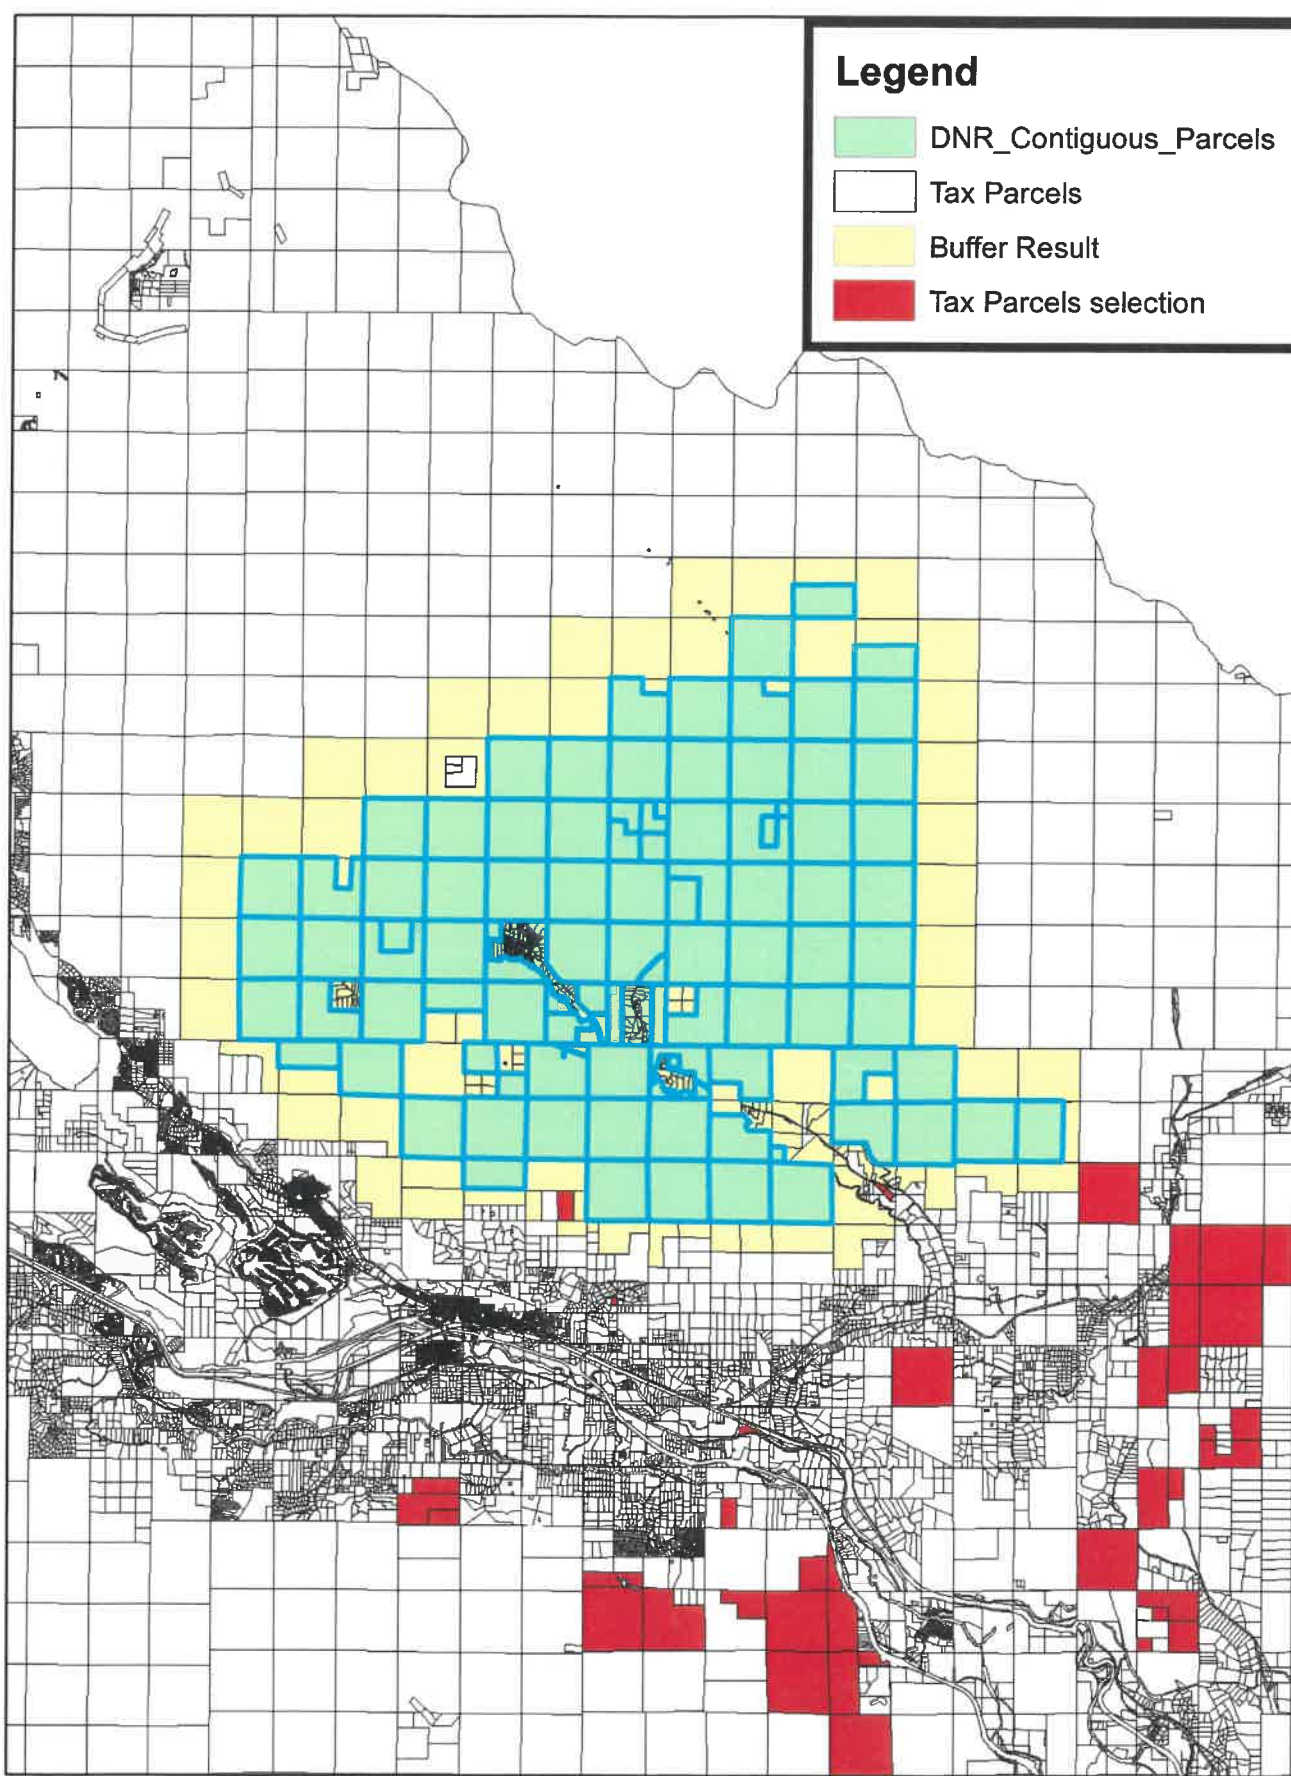 Legend
DNR_Contiguous_Parcels
Tax Parcels
Buffer Result
Tax Parcels selection